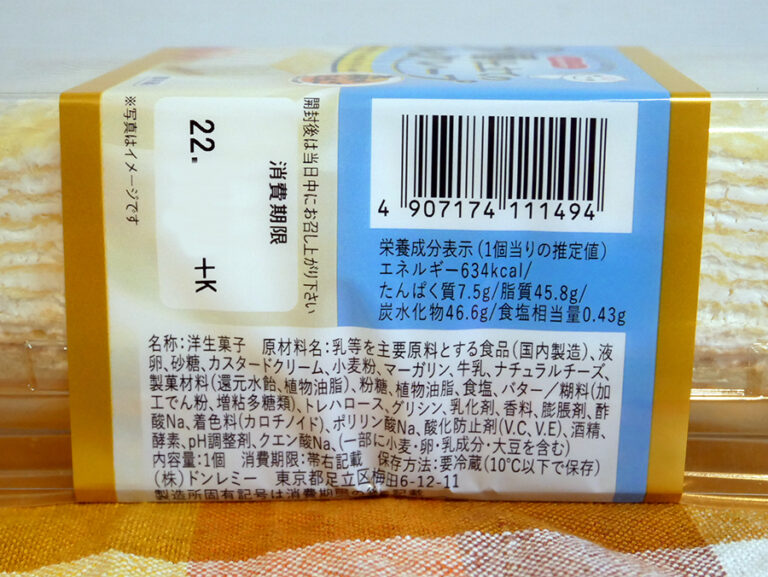 ※写真はイメージです
22.
+K
消費期限
開封後は当日中にお召し上がり下さい
4 907174 111494
栄養成分表示(1個当りの推定値)
エネルギー634kcal/
たんぱく質7.5g/脂質45.8g/
炭水化物46.6g/食塩相当量0.43g
名称:洋生菓子 原材料名:乳等を主要原料とする食品(国内製造)、液
卵、砂糖、カスタードクリーム、小麦粉、マーガリン、牛乳、ナチュラルチーズ、
製菓材料(還元水飴、植物油脂)、粉糖、植物油脂、食塩、バター/糊料(加
工でん粉、増粘多糖類)、トレハロース、グリシン、乳化剤、香料、膨脹剤、酢
酸Na、着色料(カロチノイド)、ポリリン酸Na、酸化防止剤(V.C、V.E)、酒精、
酵素、pH調整剤、クエン酸Na、(一部に小麦・卵・乳成分・大豆を含む)
内容量:1個 消費期限:帯右記載 保存方法:要冷蔵(10℃以下で保存)
(株)ドンレミー 東京都足立区梅田6-12-11
製造所固有記号は消費期限の